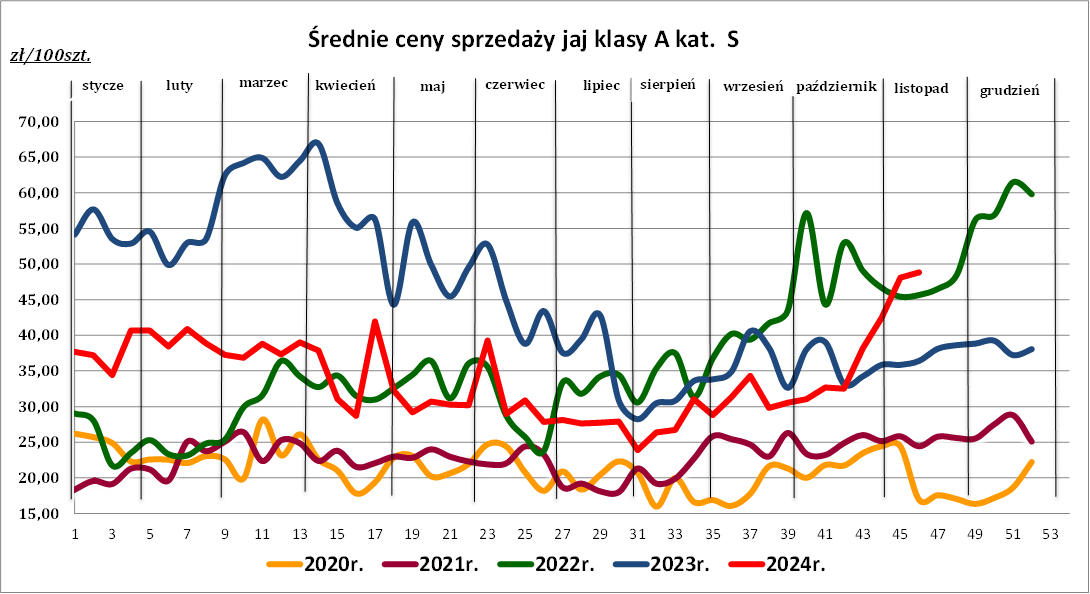 Średnie ceny sprzedaży jaj klasy A kat. S
zł/100szt.
stycze luty marzec kwiecień maj czerwiec lipiec sierpień wrzesień październik listopad grudzień
70,00
65,00
60,00
55,00
50,00
45,00
40,00
35,00
30,00
25,00
20,00
15,00
1 3 5 7 9 11 13 15 17 19 21 23 25 27 29 31 33 35 37 39 41 43 45 47 49 51 53
2020r. 2021r. 2022r. 2023r. 2024r.